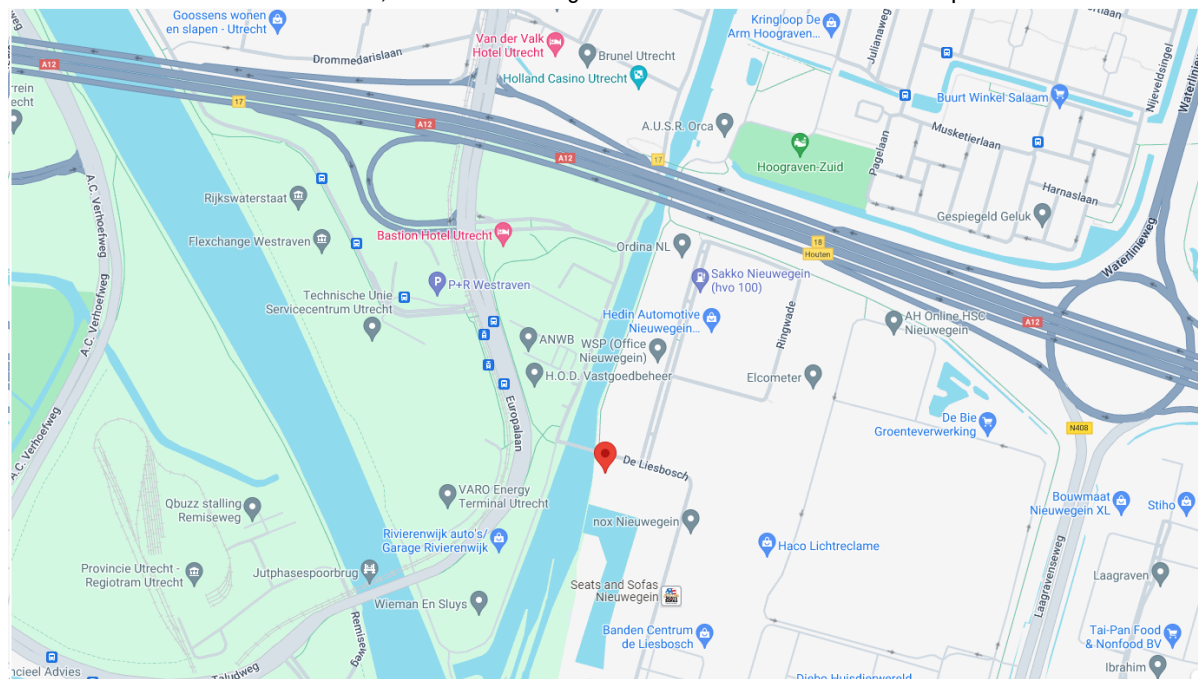 Goossens wonen
en slapen - Utrecht
Drommedarislaan
Van der Valk
Hotel Utrecht
Brunel Utrecht
Holland Casino Utrecht
Kringloop De
Arm Hoograven...
Julianaweg
Nijeveldsingel
Waterlinieweg
Buurt Winkel Salaam
Musketierlaan
A12
17
A12
A.U.S.R. Orca
A12
17
Hoograven-Zuid
Pagelaan
Harnaslaan
Gespiegeld Geluk
Waterlinieweg
Rijkswaterstaat
Flexchange Westraven
Bastion Hotel Utrecht
Ordina NL
18
Houten
A.C. Verhoefweg
A.C. Verhoefweg
A.C. Verhoefweg
P+R Westraven
Technische Unie
Servicecentrum Utrecht
Sakko Nieuwegein
(hvo 100)
Hedin Automotive
Nieuwegein...
Ringwade
AH Online HSC
Nieuwegein
A12
ANWB
WSP (Office
Nieuwegein)
H.O.D. Vastgoedbeheer
Elcometer
Europalaan
De Bie
Groenteverwerking
N408
De Liesbosch
VARO Energy
Terminal Utrecht
Qbuzz stalling
Remiseweg
nox Nieuwegein
Bouwmaat
Nieuwegein XL
Stiho
Rivierenwijk auto's/
Garage Rivierenwijk
Haco Lichtreclame
Provincie Utrecht -
Regiotram Utrecht
Jutphasespoorbrug
Laagravenseweg
Laagraven
Seats and Sofas
Nieuwegein
Wieman En Sluys
Remiseweg
Banden Centrum
de Liesbosch
Tai-Pan Food
& Nonfood BV
Taludweg
Ibrahim
Diebo Huisdierwereld